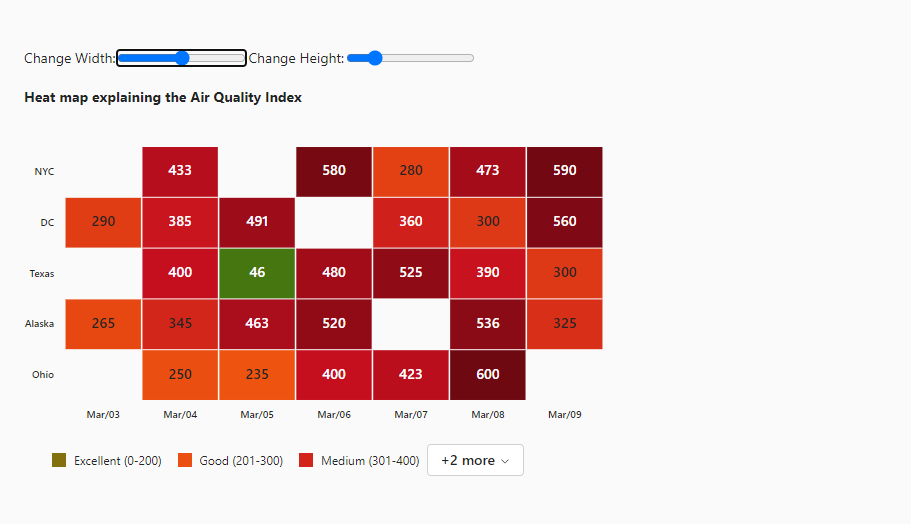 Change Width: Change Height:
Heat map explaining the Air Quality Index
NYC 433 580 280 473 590
DC 290 385 491 360 300 560
Texas 400 46 480 525 390 300
Alaska 265 345 463 520 536 325
Ohio 250 235 400 423 600
Mar/03 Mar/04 Mar/05 Mar/06 Mar/07 Mar/08 Mar/09
Excellent (0-200) Good (201-300) Medium (301-400) +2 more